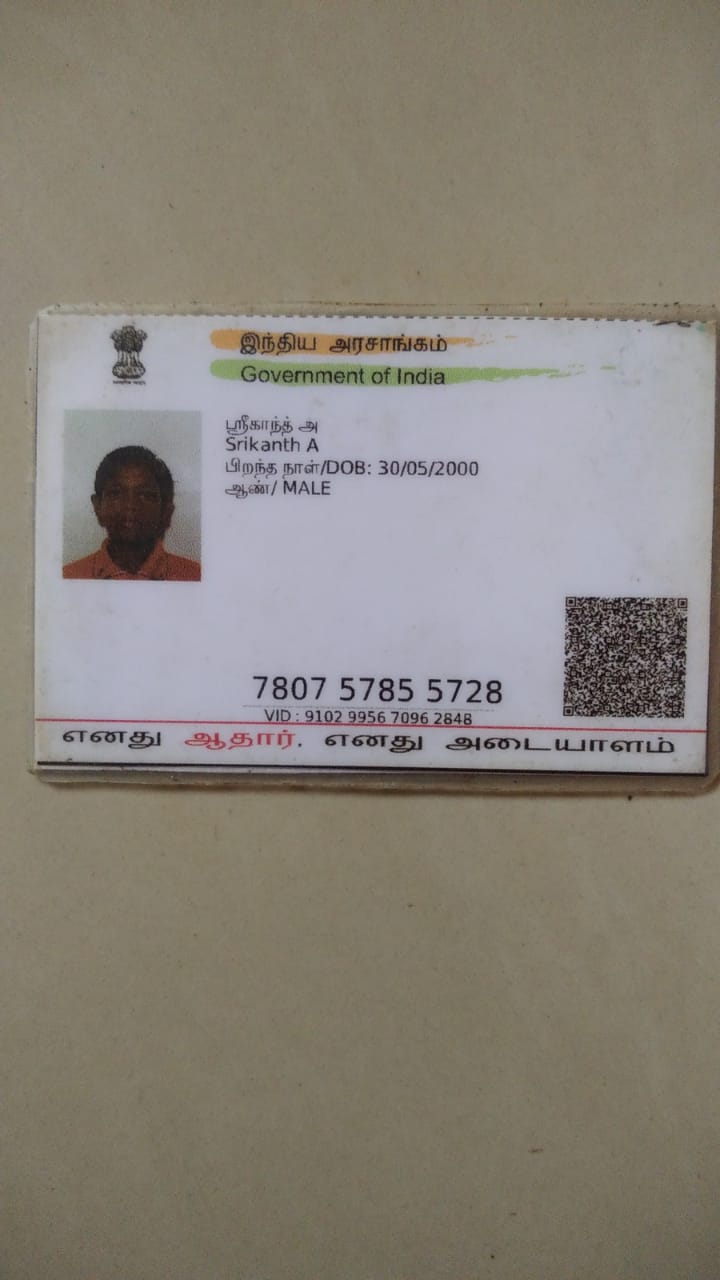 இந்திய அரசாங்கம்
Government of India
ஸ்ரீகாந்த் அ
Srikanth A
பிறந்த நாள்/DOB: 30/05/2000
ஆண்/ MALE
7807 5785 5728
VID : 9102 9956 7096 2848
எனது ஆதார், எனது அடையாளம்